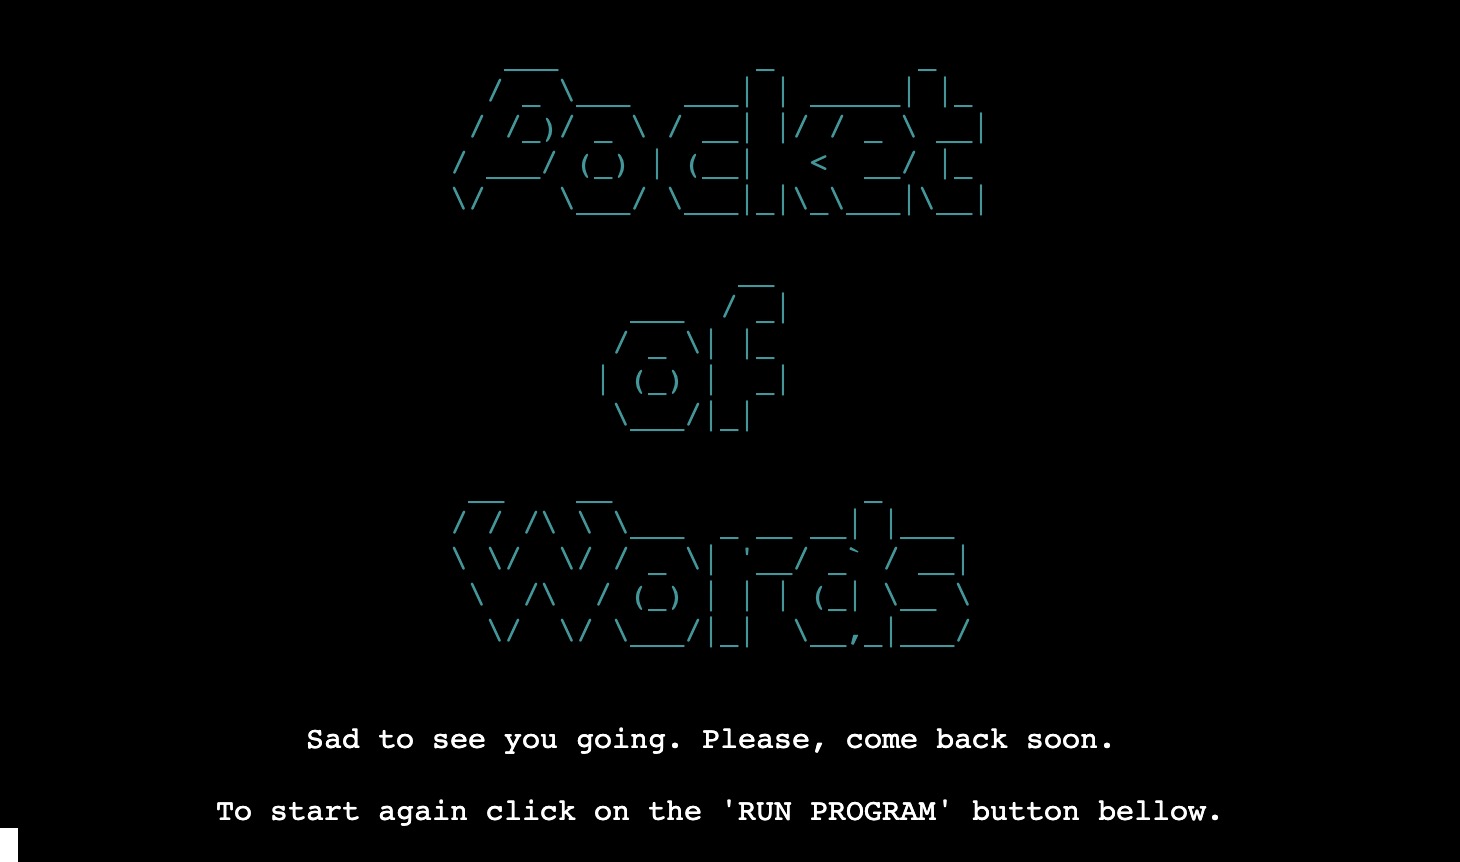 Pocket
of
Words
Sad to see you going. Please, come back soon.
To start again click on the 'RUN PROGRAM' button bellow.